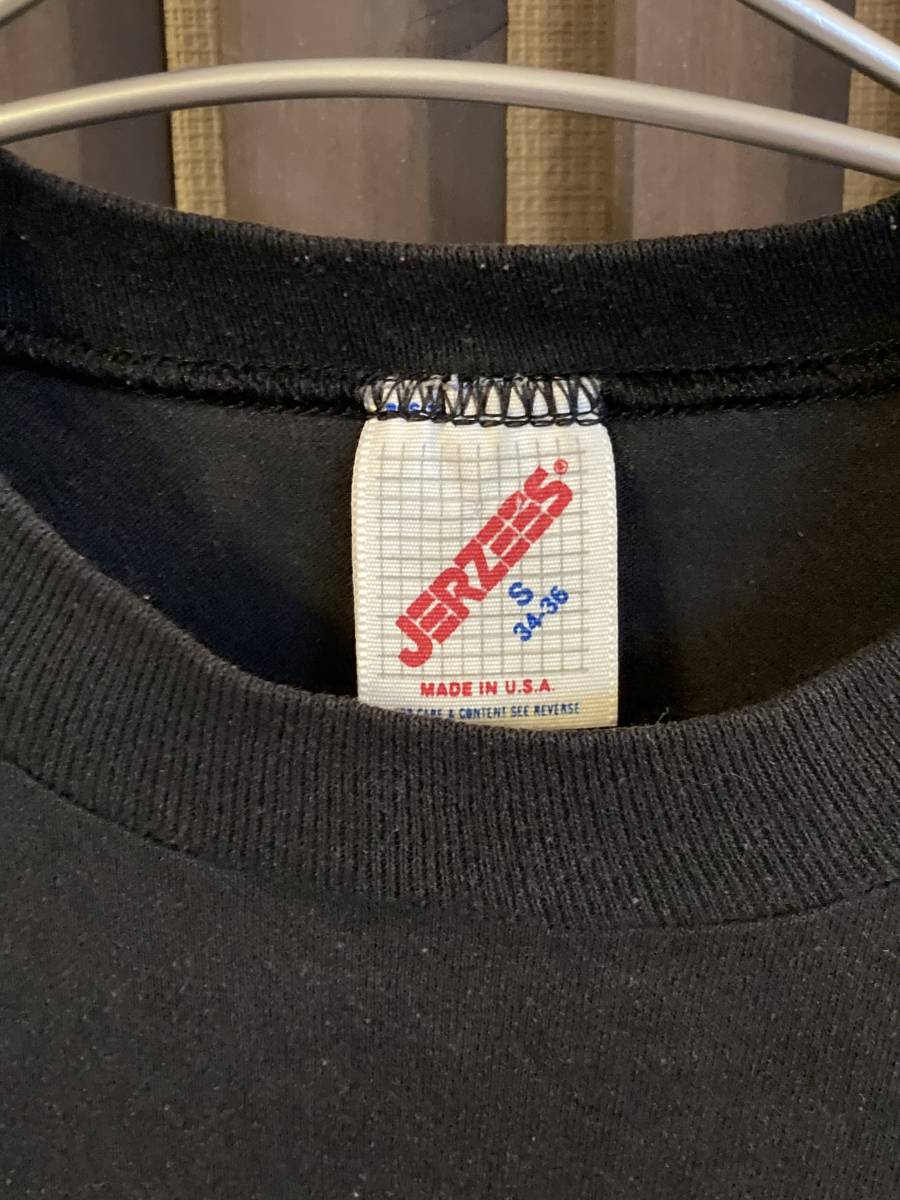 JERZEES®
S
34-36
MADE IN U.S.A.
CARE & CONTENT SEE REVERSE